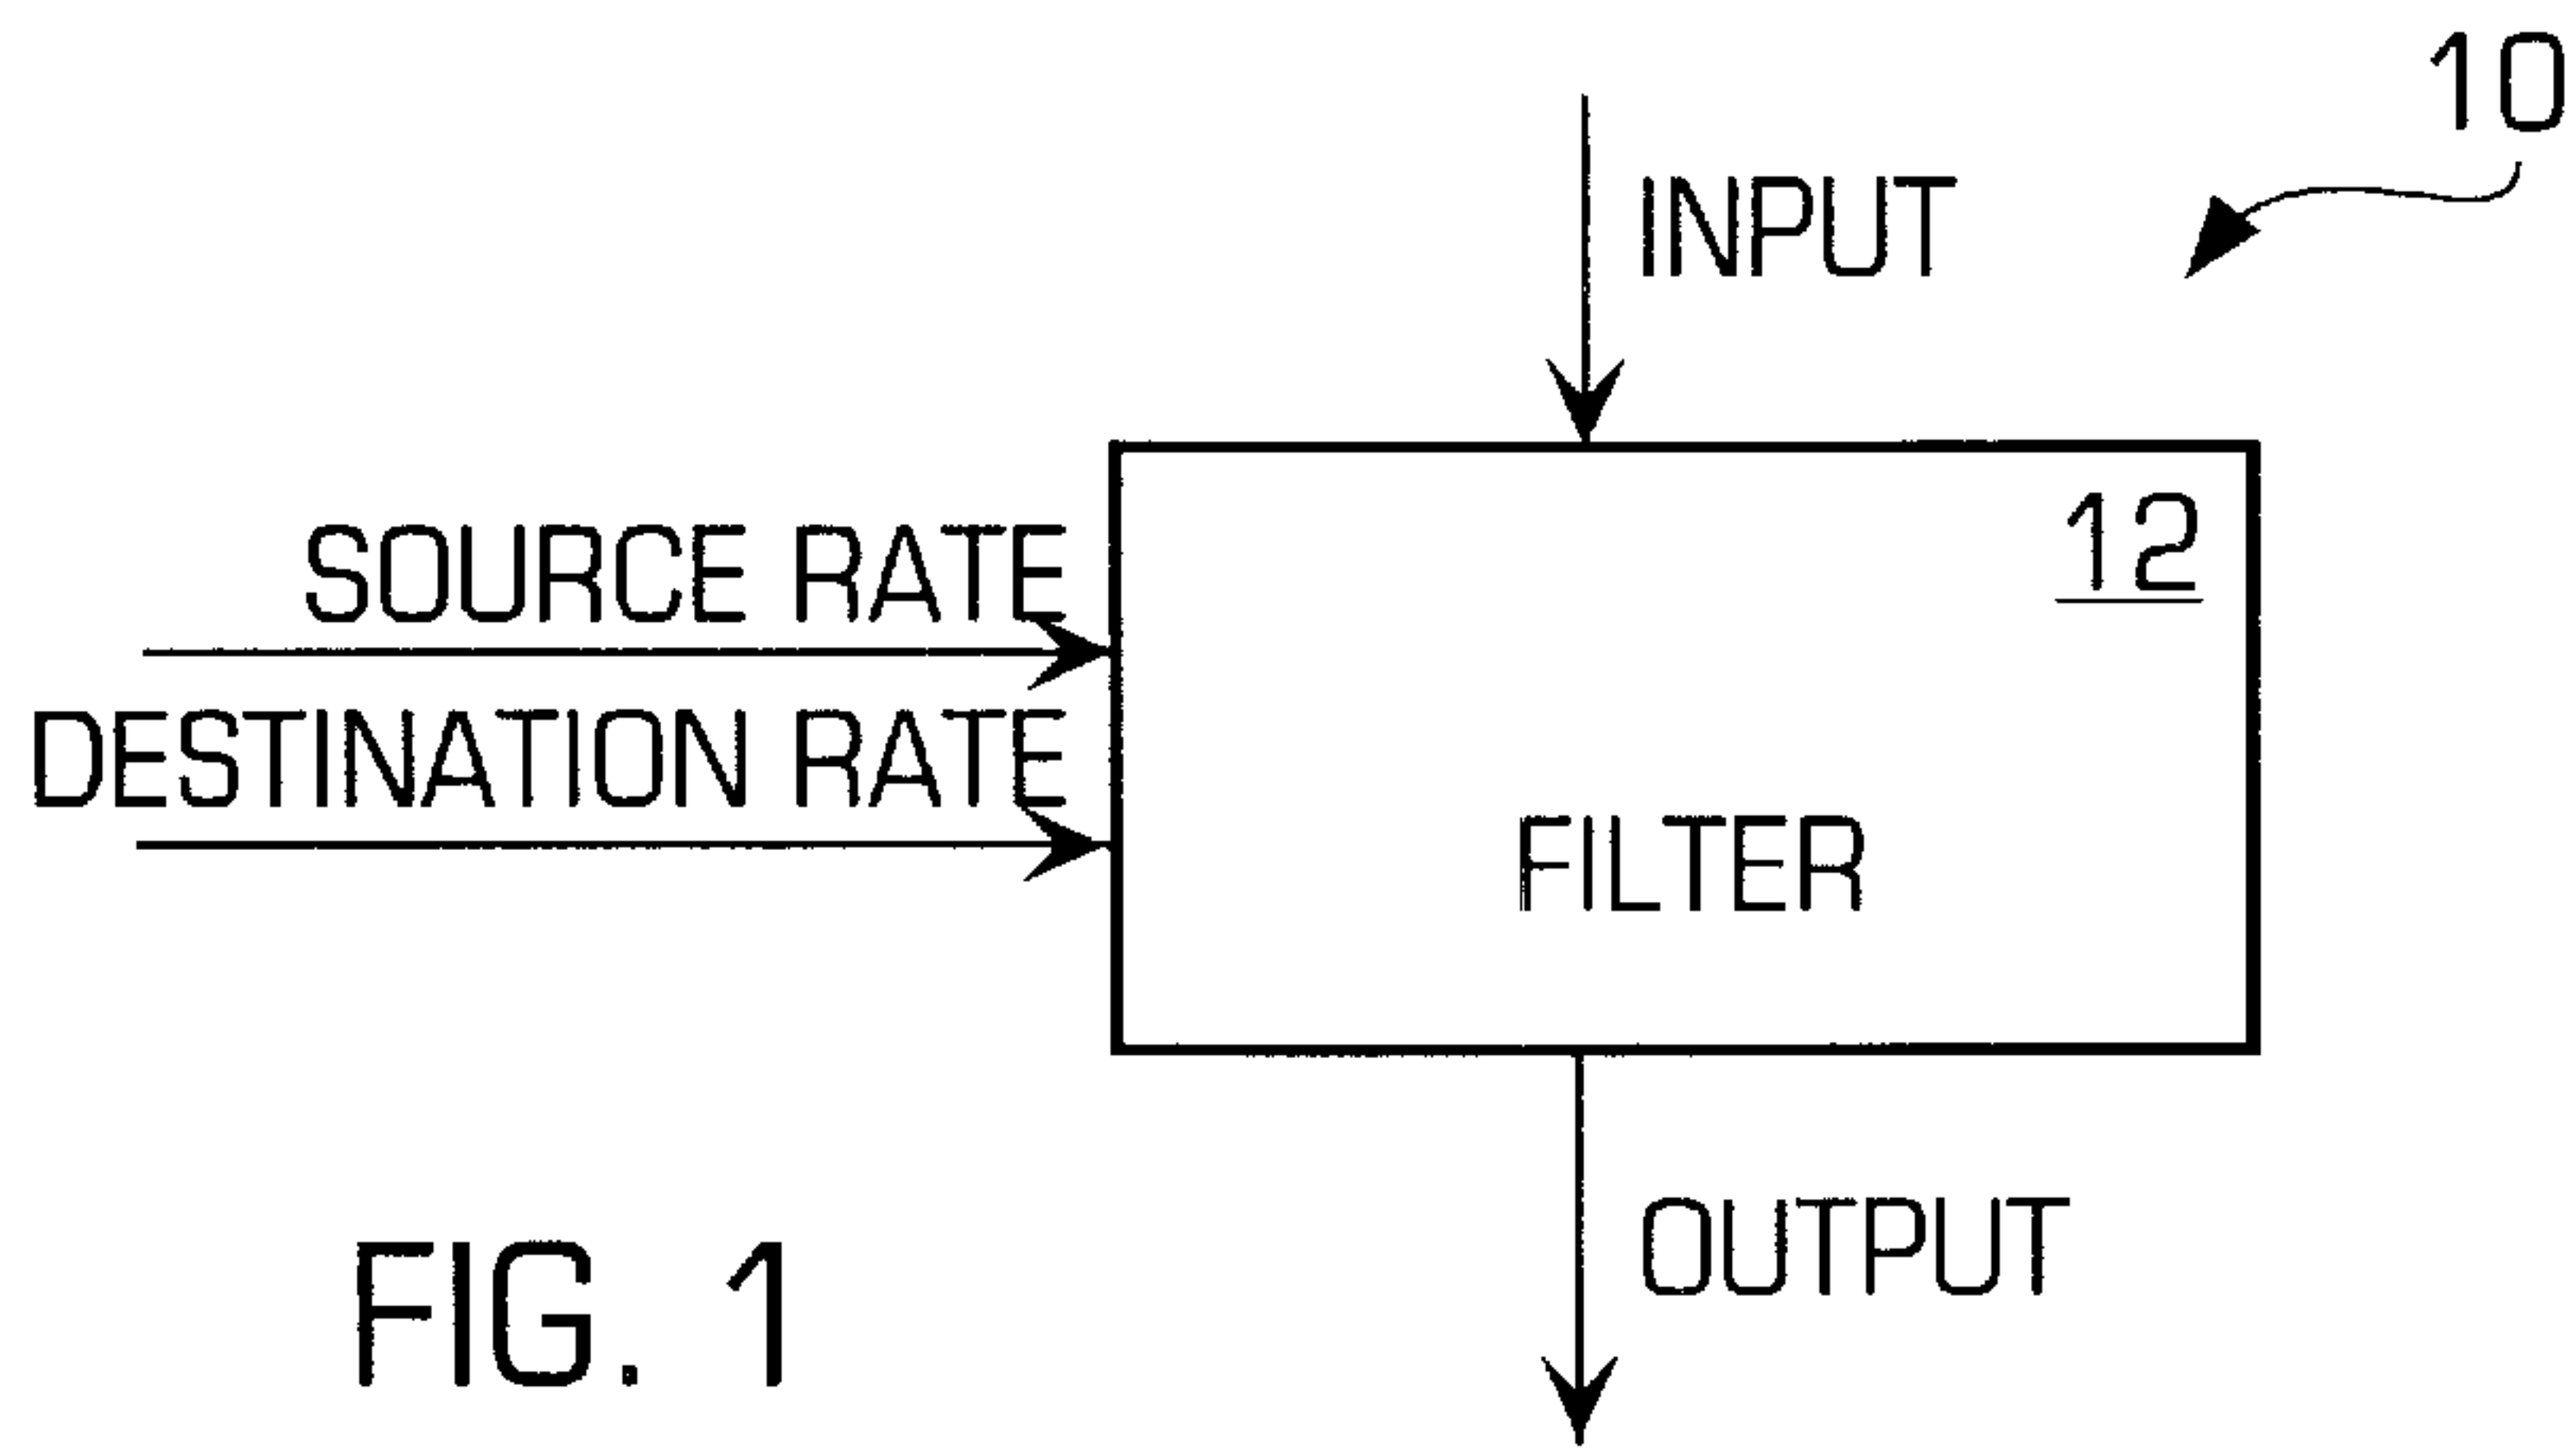 10
INPUT
12
SOURCE RATE
DESTINATION RATE
FILTER
OUTPUT
FIG. 1